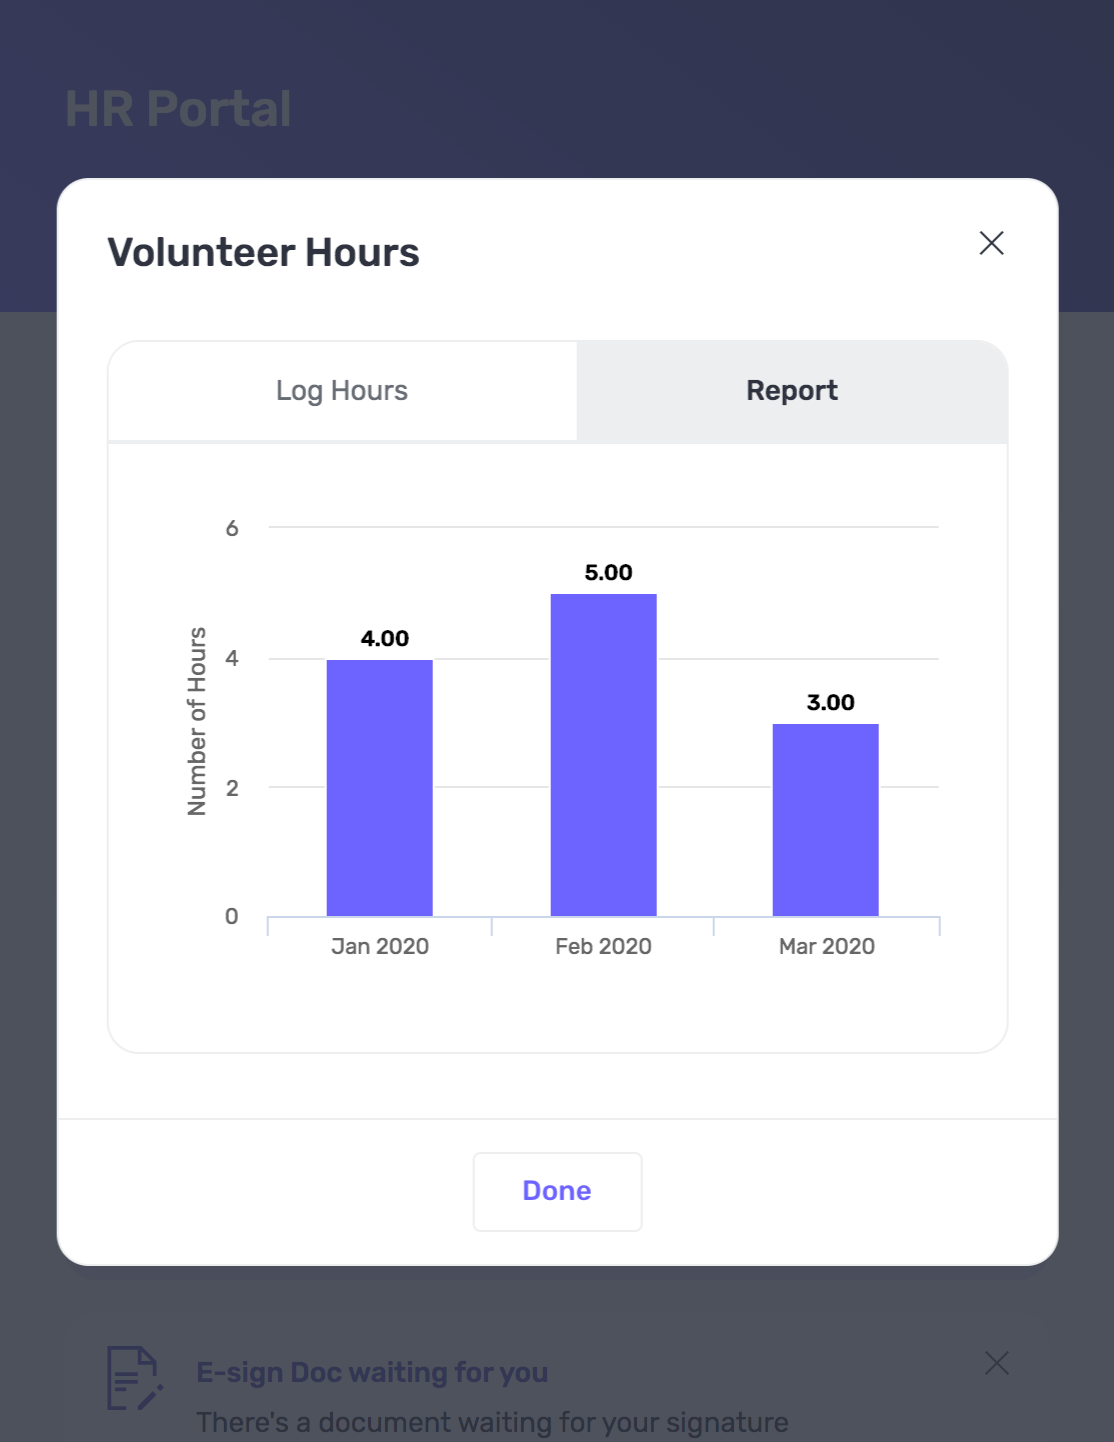 HR Portal
Volunteer Hours
Log Hours
Report
6
5.00
4.00
4
3.00
Number of Hours
2
0
Jan 2020
Feb 2020
Mar 2020
Done
E-sign Doc waiting for you
There's a document waiting for your signature